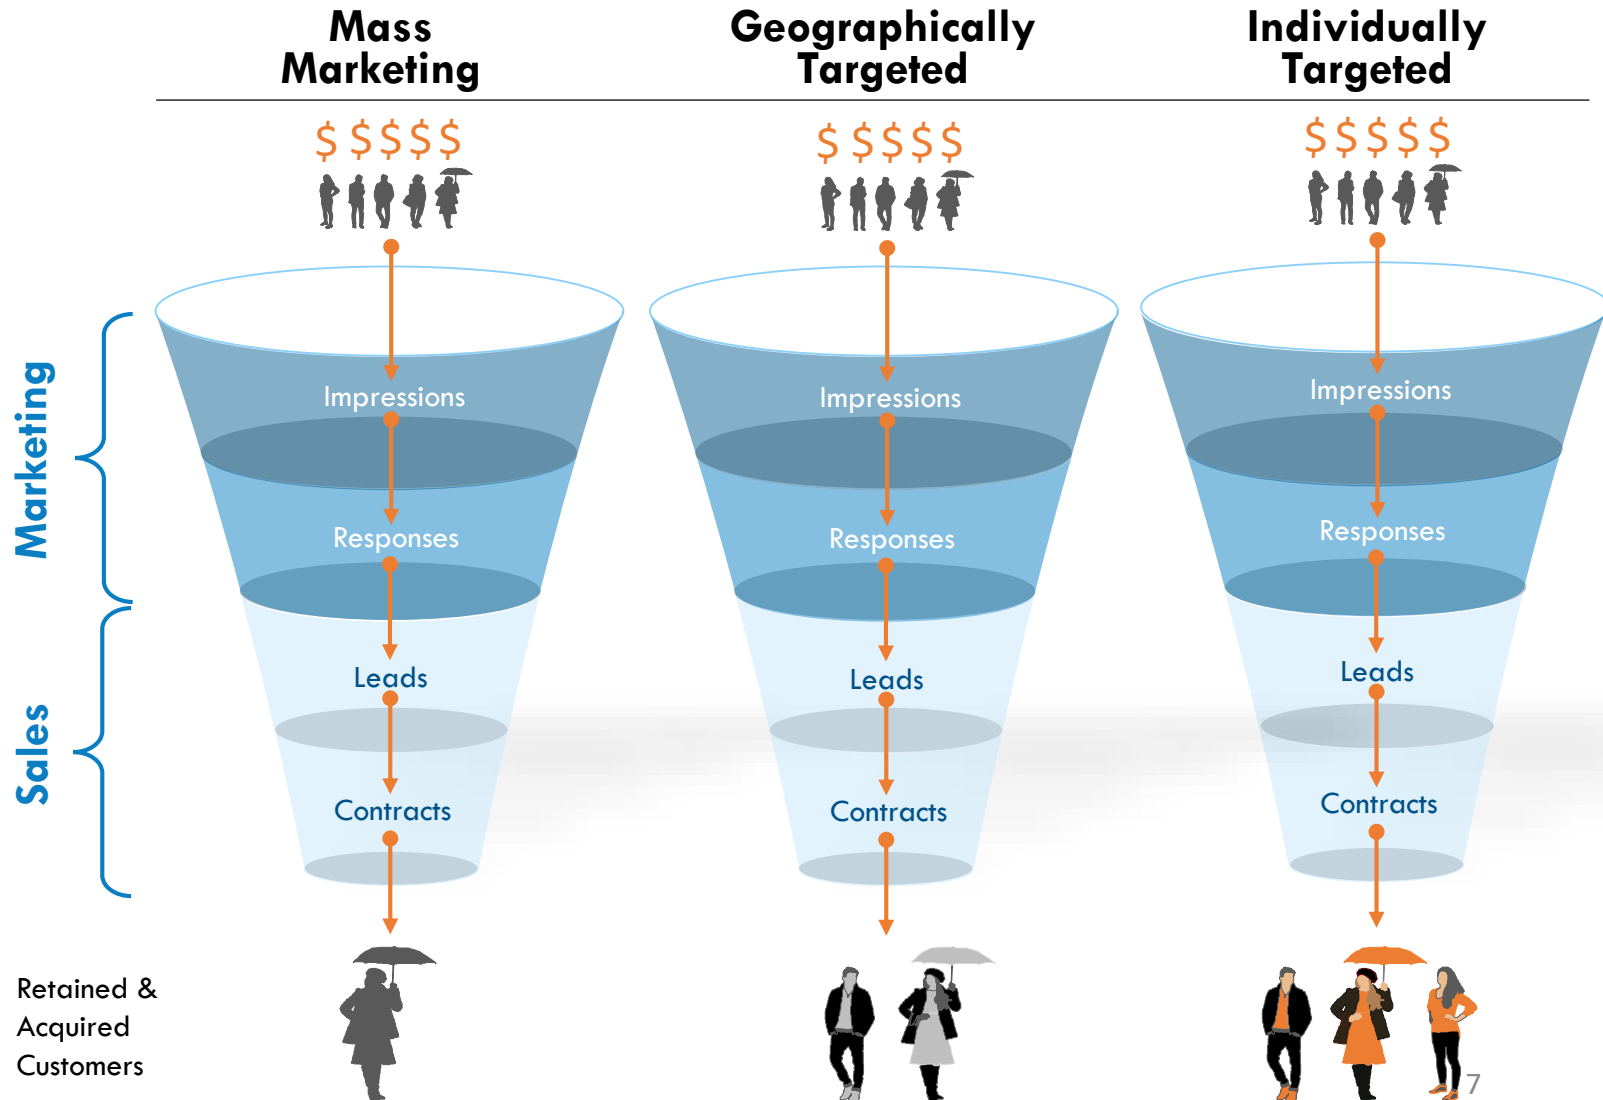 Mass
Marketing
Geographically
Targeted
Individually
Targeted
$ $ $ $ $
$ $ $ $ $
$ $ $ $ $
Marketing
Impressions
Impressions
Impressions
Responses
Responses
Responses
Sales
Leads
Leads
Leads
Contracts
Contracts
Contracts
Retained &
Acquired
Customers
7